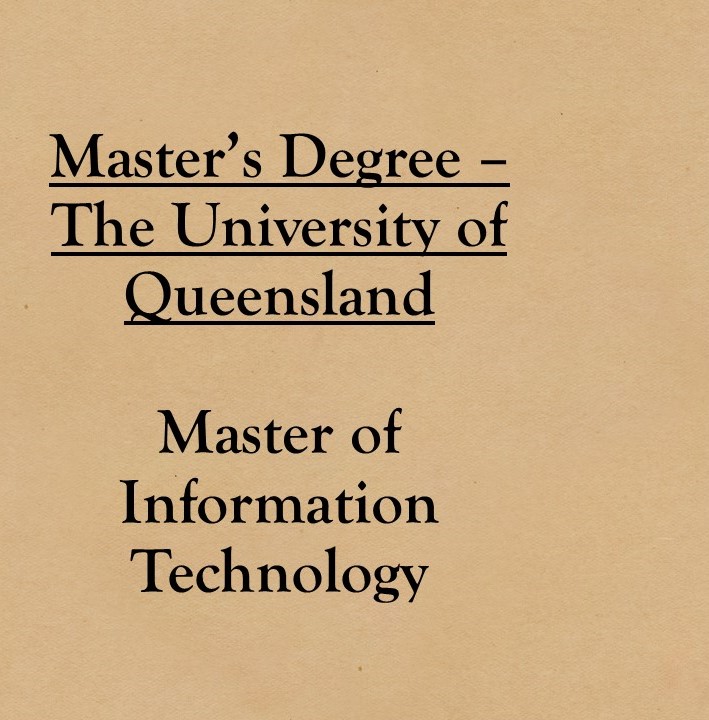 Master’s Degree –
The University of
Queensland
Master of
Information
Technology